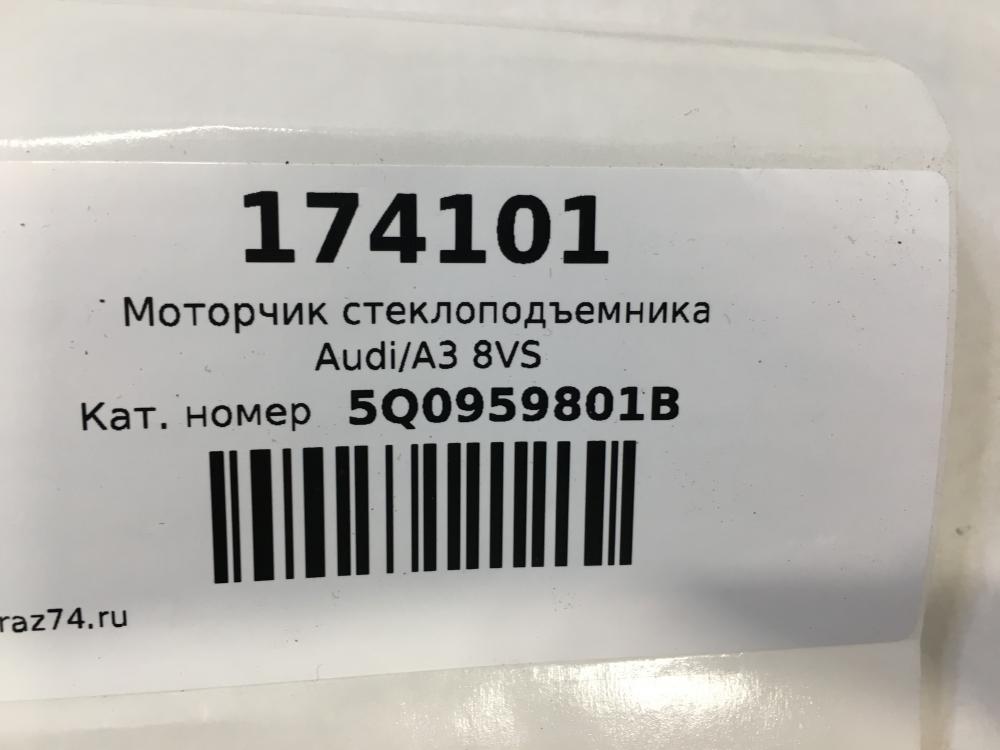 174101
Моторчик стеклоподъемника
Audi/A3 8VS
Кат. номер 5Q0959801B
raz74.ru